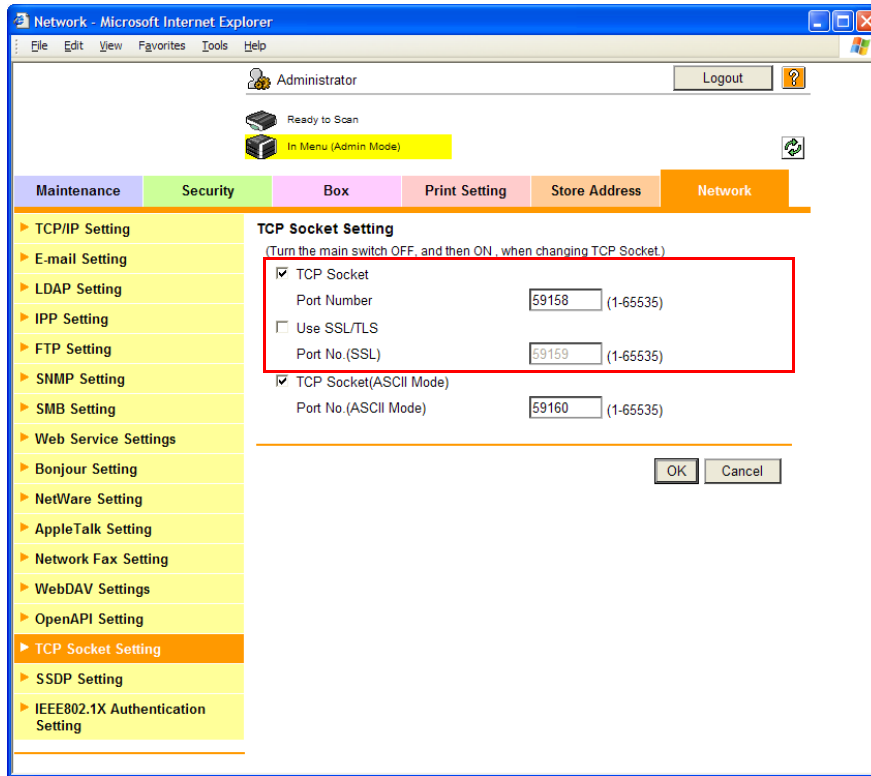 Network - Microsoft Internet Explorer
File Edit View Favorites Tools Help
Administrator
Logout
?
Ready to Scan
In Menu (Admin Mode)
Maintenance Security Box Print Setting Store Address Network
TCP/IP Setting
E-mail Setting
LDAP Setting
IPP Setting
FTP Setting
SNMP Setting
SMB Setting
Web Service Settings
Bonjour Setting
NetWare Setting
AppleTalk Setting
Network Fax Setting
WebDAV Settings
OpenAPI Setting
TCP Socket Setting
SSDP Setting
IEEE802.1X Authentication
Setting
TCP Socket Setting
(Turn the main switch OFF, and then ON , when changing TCP Socket.)
TCP Socket
Port Number 59158 (1-65535)
Use SSL/TLS
Port No.(SSL) 59159 (1-65535)
TCP Socket(ASCII Mode)
Port No.(ASCII Mode) 59160 (1-65535)
OK Cancel